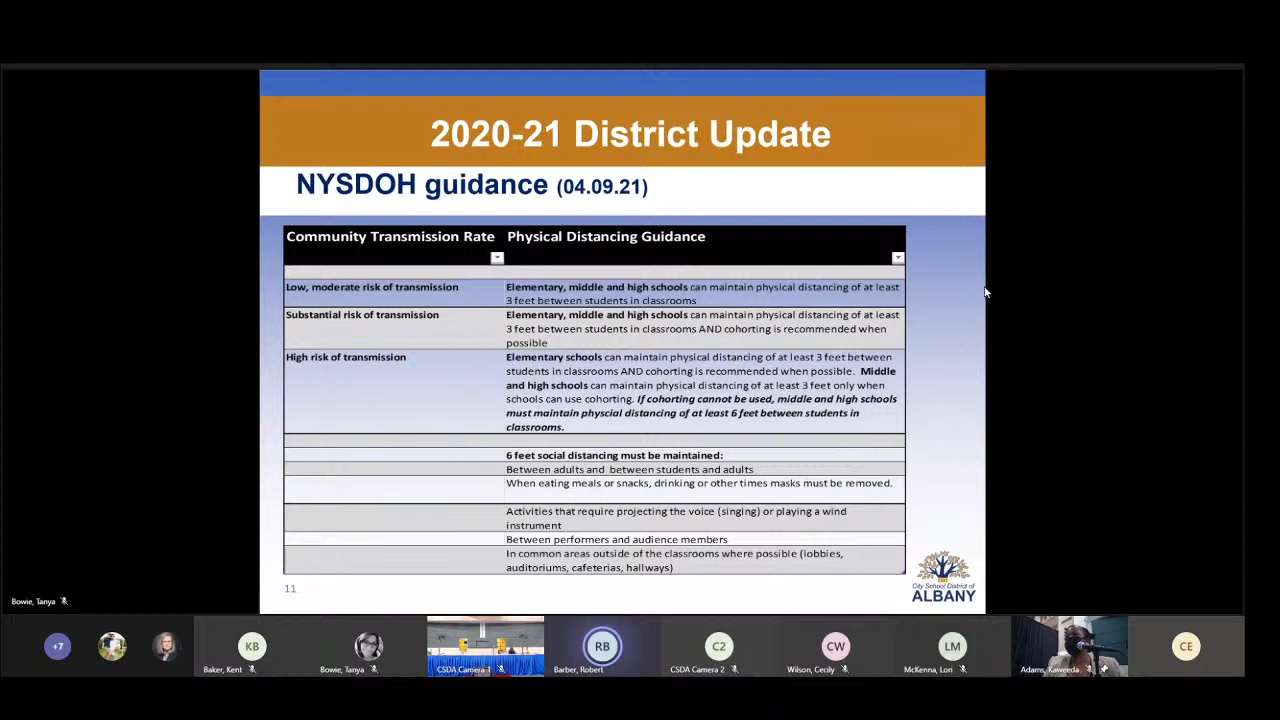 2020-21 District Update
NYSDOH guidance (04.09.21)
Community Transmission Rate Physical Distancing Guidance
Low, moderate risk of transmission
Elementary, middle and high schools can maintain physical distancing of at least
3 feet between students in classrooms
Substantial risk of transmission
Elementary, middle and high schools can maintain physical distancing of at least
3 feet between students in classrooms AND cohorting is recommended when
possible
High risk of transmission
Elementary schools can maintain physical distancing of at least 3 feet between
students in classrooms AND cohorting is recommended when possible. Middle
and high schools can maintain physical distancing of at least 3 feet only when
schools can use cohorting. If cohorting cannot be used, middle and high schools
must maintain physcial distancing of at least 6 feet between students in
classrooms.
6 feet social distancing must be maintained:
Between adults and between students and adults
When eating meals or snacks, drinking or other times masks must be removed.
Activities that require projecting the voice (singing) or playing a wind
instrument
Between performers and audience members
In common areas outside of the classrooms where possible (lobbies,
auditoriums, cafeterias, hallways)
11
City School District of
ALBANY
Bowie, Tanya
+7
KB
Baker, Kent
Bowie, Tanya
CSDA Camera 1
RB
Barber, Robert
C2
CSDA Camera 2
CW
Wilson, Cecily
LM
McKenna, Lori
Adams, Kaweeda
CE